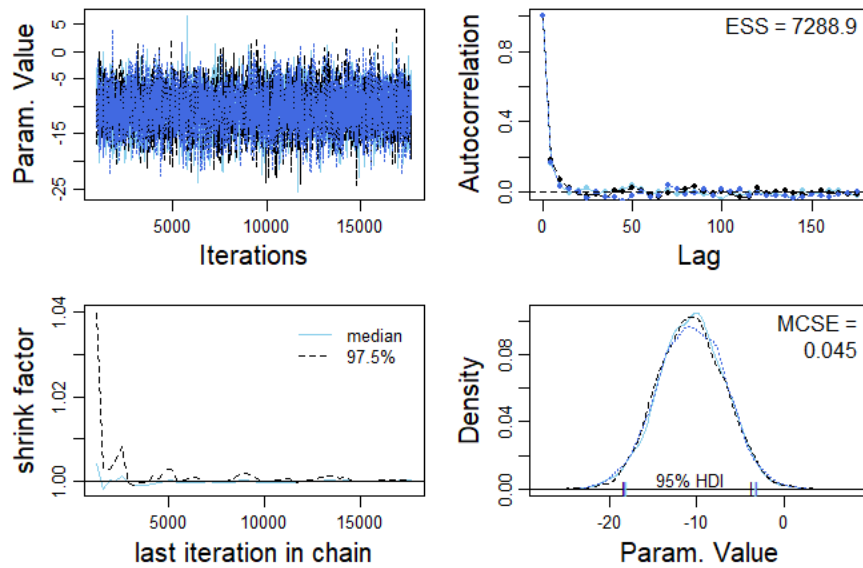 Param. Value
5
-5
-15
-25
5000 10000 15000
Iterations
Autocorrelation
0.0 0.4 0.8
ESS = 7288.9
0 50 100 150
Lag
shrink factor
1.00 1.02 1.04
median
97.5%
5000 10000 15000
last iteration in chain
Density
0.00 0.04 0.08
MCSE =
0.045
95% HDI
-20 -10 0
Param. Value